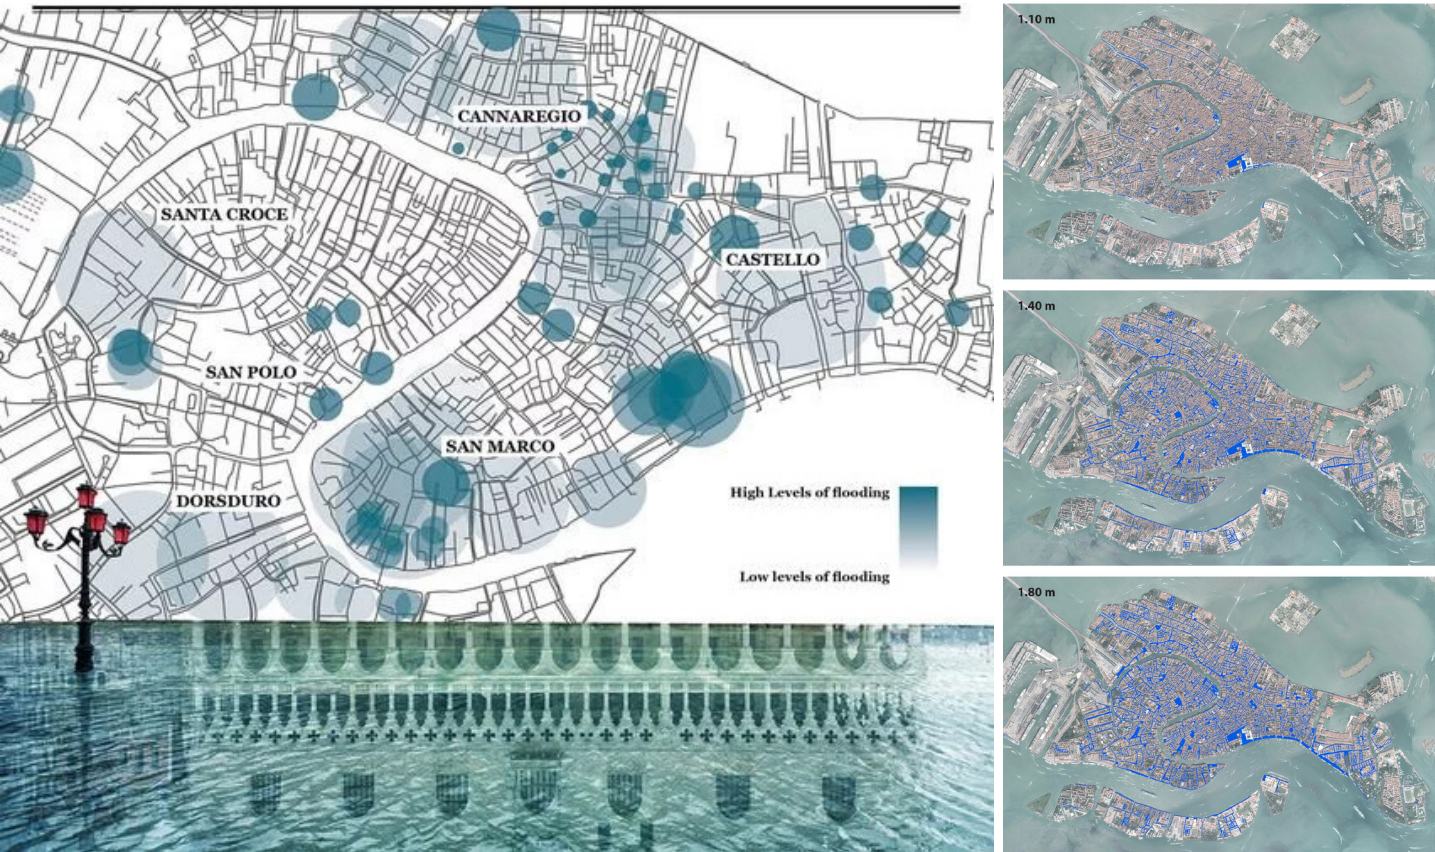 CANNAREGIO
SANTA CROCE
CASTELLO
SAN POLO
SAN MARCO
DORSDURO
High Levels of flooding
Low levels of flooding
1.10 m
1.40 m
1.80 m